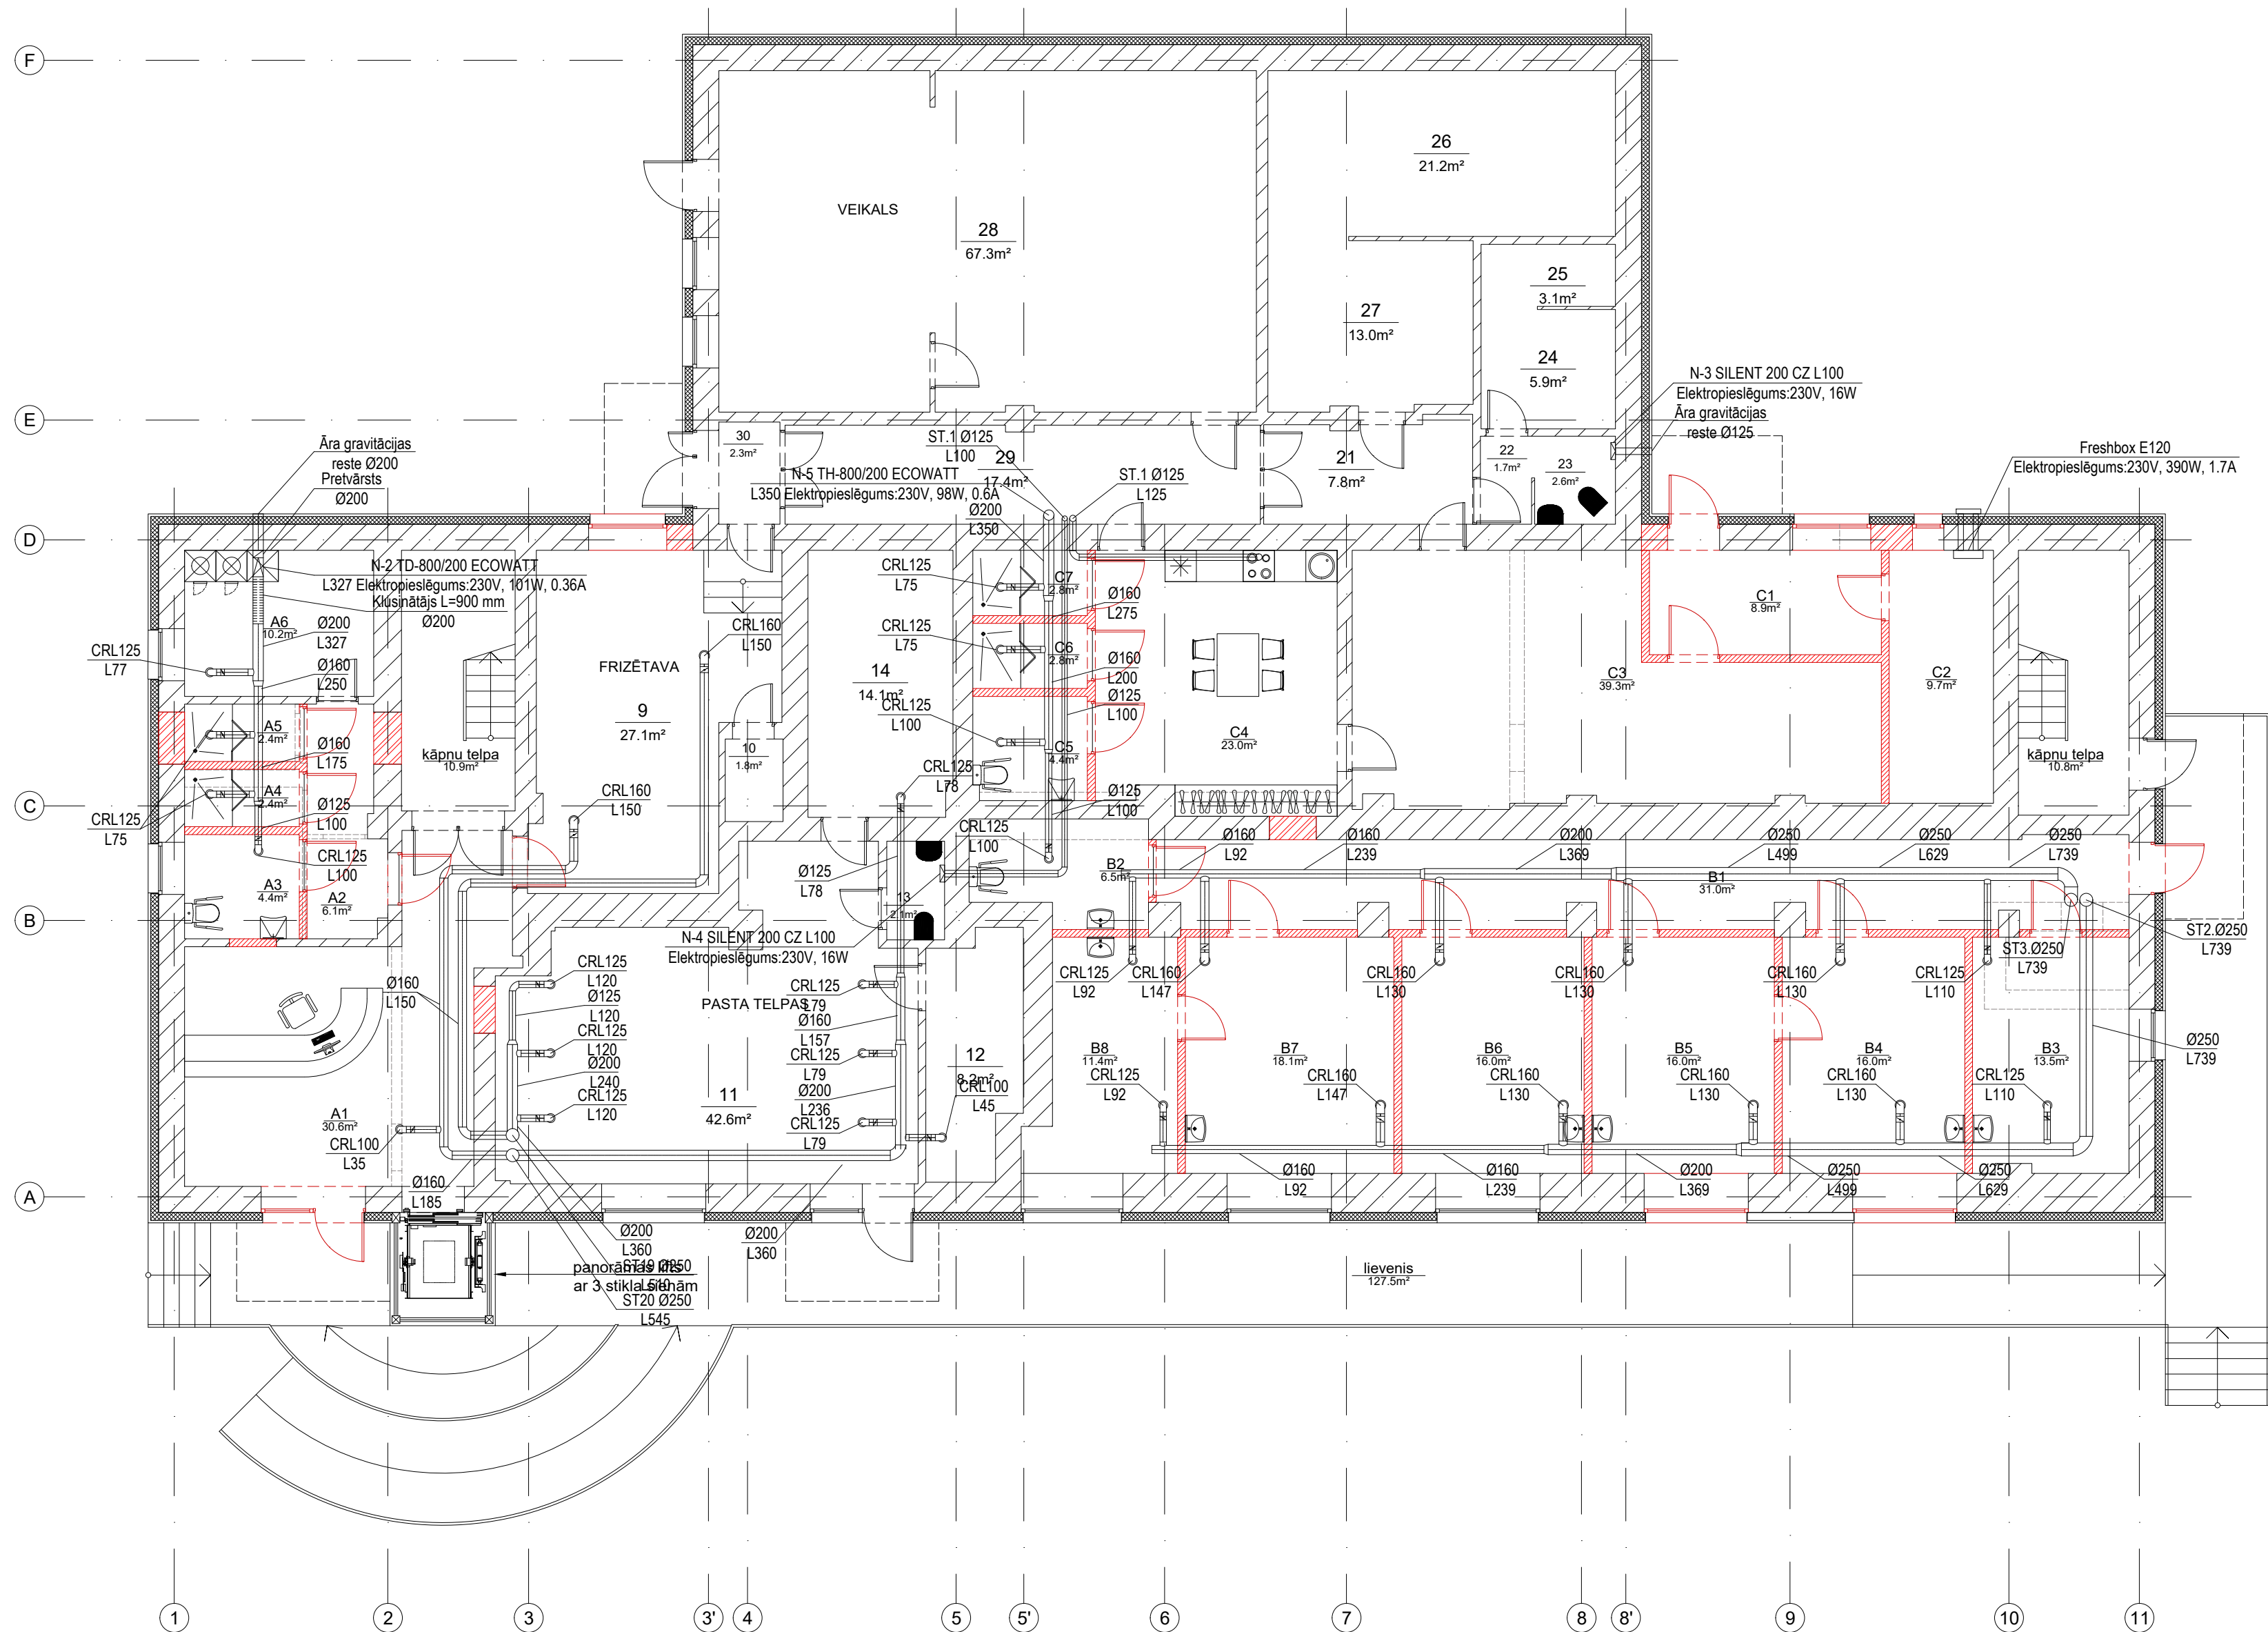 F
26
21.2m²
VEIKALS
28
67.3m²
25
3.1m²
27
13.0m²
24
5.9m²
N-3 SILENT 200 CZ L100
Elektropieslēgums:230V, 16W
Āra gravitācijas
reste Ø125
E
30
2.3m²
ST.1 Ø125
L100
29
17.4m²
21
7.8m²
22
1.7m²
23
2.6m²
Āra gravitācijas
reste Ø200
Pretvārsts
Ø200
N-5 TH-800/200 ECOWATT
L350 Elektropieslēgums:230V, 98W, 0.6A
Ø200
L350
ST.1 Ø125
L125
Freshbox E120
Elektropieslēgums:230V, 390W, 1.7A
D
N-2 TD-800/200 ECOWATT
L327 Elektropieslēgums:230V, 101W, 0.36A
Klusinātājs L=900 mm
Ø200
CRL125
L75
C7
2.8m²
Ø160
L275
C1
8.9m²
A6
10.2m²
Ø200
L327
CRL125
L77
Ø160
L250
CRL160
L150
FRIZĒTAVA
CRL125
L75
C6
2.8m²
Ø160
L200
14
14.1m²
C3
39.3m²
C2
9.7m²
9
27.1m²
CRL125
L100
Ø125
L100
A5
2.4m²
Ø160
L175
kāpņu telpa
10.9m²
10
1.8m²
C5
4.4m²
C4
23.0m²
kāpņu telpa
10.8m²
CRL125
L78
A4
2.4m²
Ø125
L100
CRL160
L150
Ø125
L100
C
CRL125
L75
CRL125
L100
CRL125
L100
Ø160
L92
Ø160
L239
Ø200
L369
Ø250
L499
Ø250
L629
Ø250
L739
Ø125
L78
B2
6.5m²
B1
31.0m²
A3
4.4m²
A2
6.1m²
13
2.1m²
B
N-4 SILENT 200 CZ L100
Elektropieslēgums:230V, 16W
ST2.Ø250
L739
ST3.Ø250
L739
CRL125
L92
CRL160
L147
CRL160
L130
CRL160
L130
CRL160
L130
CRL125
L110
Ø160
L150
CRL125
L120
Ø125
L120
CRL125
L120
Ø200
L240
CRL125
L120
PASTA TELPAS
CRL125
L79
Ø160
L157
CRL125
L79
Ø200
L236
CRL125
L79
12
8.2m²
CRL100
L45
11
42.6m²
B8
11.4m²
B7
18.1m²
B6
16.0m²
B5
16.0m²
B4
16.0m²
B3
13.5m²
Ø250
L739
CRL125
L92
CRL160
L147
CRL160
L130
CRL160
L130
CRL160
L130
CRL125
L110
A1
30.6m²
CRL100
L35
Ø160
L185
A
Ø160
L92
Ø160
L239
Ø200
L369
Ø250
L499
Ø250
L629
Ø200
L360
Ø200
L360
panorāmas lifts
ar 3 stikla sienām
ST19 Ø250
L510
ST20 Ø250
L545
lievenis
127.5m²
1
2
3
3'
4
5
5'
6
7
8
8'
9
10
11